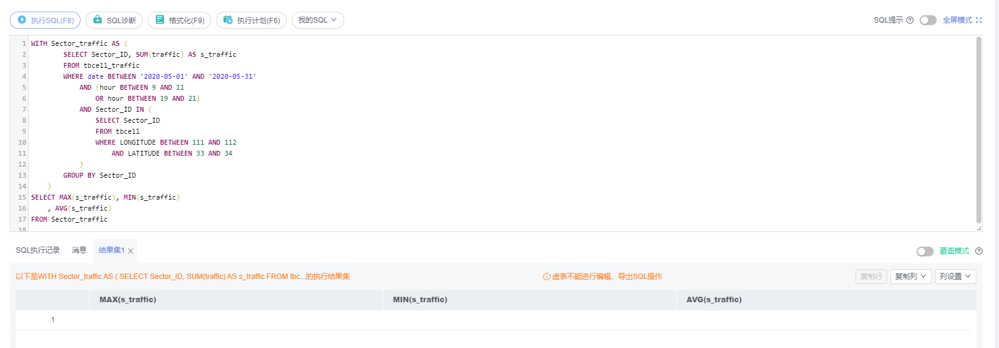 执行SQL(F8) SQL诊断 格式化(F9) 执行计划(F6) 我的SQL SQL提示 全屏模式
1 WITH Sector_traffic AS (
2 SELECT Sector_ID, SUM(traffic) AS s_traffic
3 FROM tbcell_traffic
4 WHERE date BETWEEN '2020-05-01' AND '2020-05-31'
5 AND (hour BETWEEN 9 AND 11
6 OR hour BETWEEN 19 AND 21)
7 AND Sector_ID IN (
8 SELECT Sector_ID
9 FROM tbcell
10 WHERE LONGITUDE BETWEEN 111 AND 112
11 AND LATITUDE BETWEEN 33 AND 34
12 )
13 GROUP BY Sector_ID
14 )
15 SELECT MAX(s_traffic), MIN(s_traffic)
16 , AVG(s_traffic)
17 FROM Sector_traffic
18
SQL执行记录 消息 结果集1 覆盖模式
以下是WITH Sector_traffic AS ( SELECT Sector_ID, SUM(traffic) AS s_traffic FROM tbc...的执行结果集 虚表不能进行编辑、导出SQL操作 复制行 复制列 列设置
MAX(s_traffic) MIN(s_traffic) AVG(s_traffic)
1